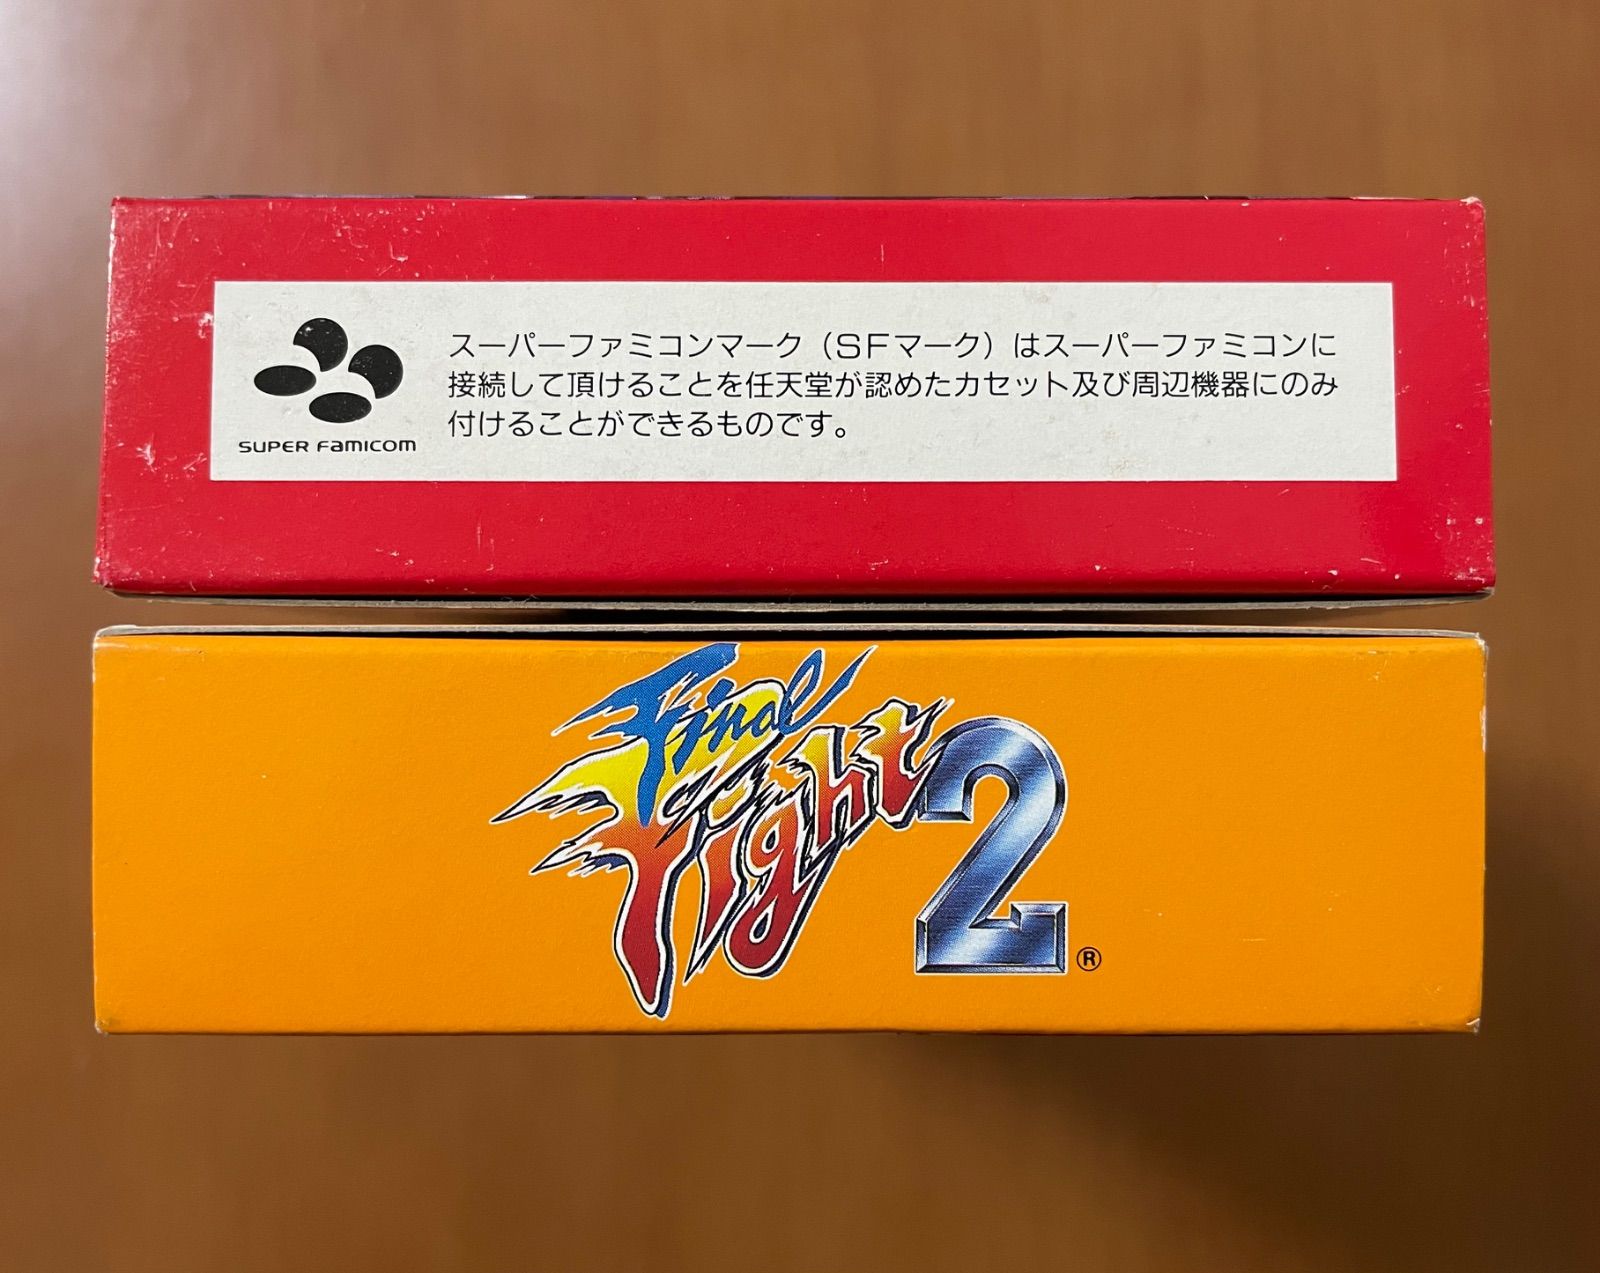 スーパーファミコンマーク（SFマーク）はスーパーファミコンに
接続して頂けることを任天堂が認めたカセット及び周辺機器にのみ
付けることができるものです。
SUPER FAMICOM
Final
Fight 2
®